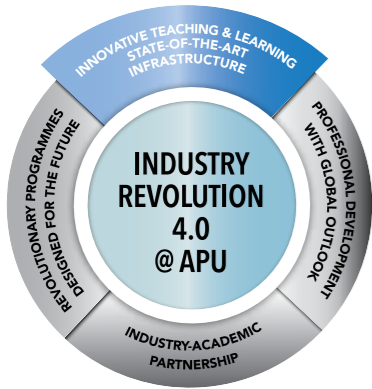 INNOVATIVE TEACHING & LEARNING
STATE-OF-THE-ART
INFRASTRUCTURE
PROFESSIONAL DEVELOPMENT
WITH GLOBAL OUTLOOK
INDUSTRY-ACADEMIC
PARTNERSHIP
REVOLUTIONARY PROGRAMMES
DESIGNED FOR THE FUTURE
INDUSTRY
REVOLUTION
4.0
@ APU